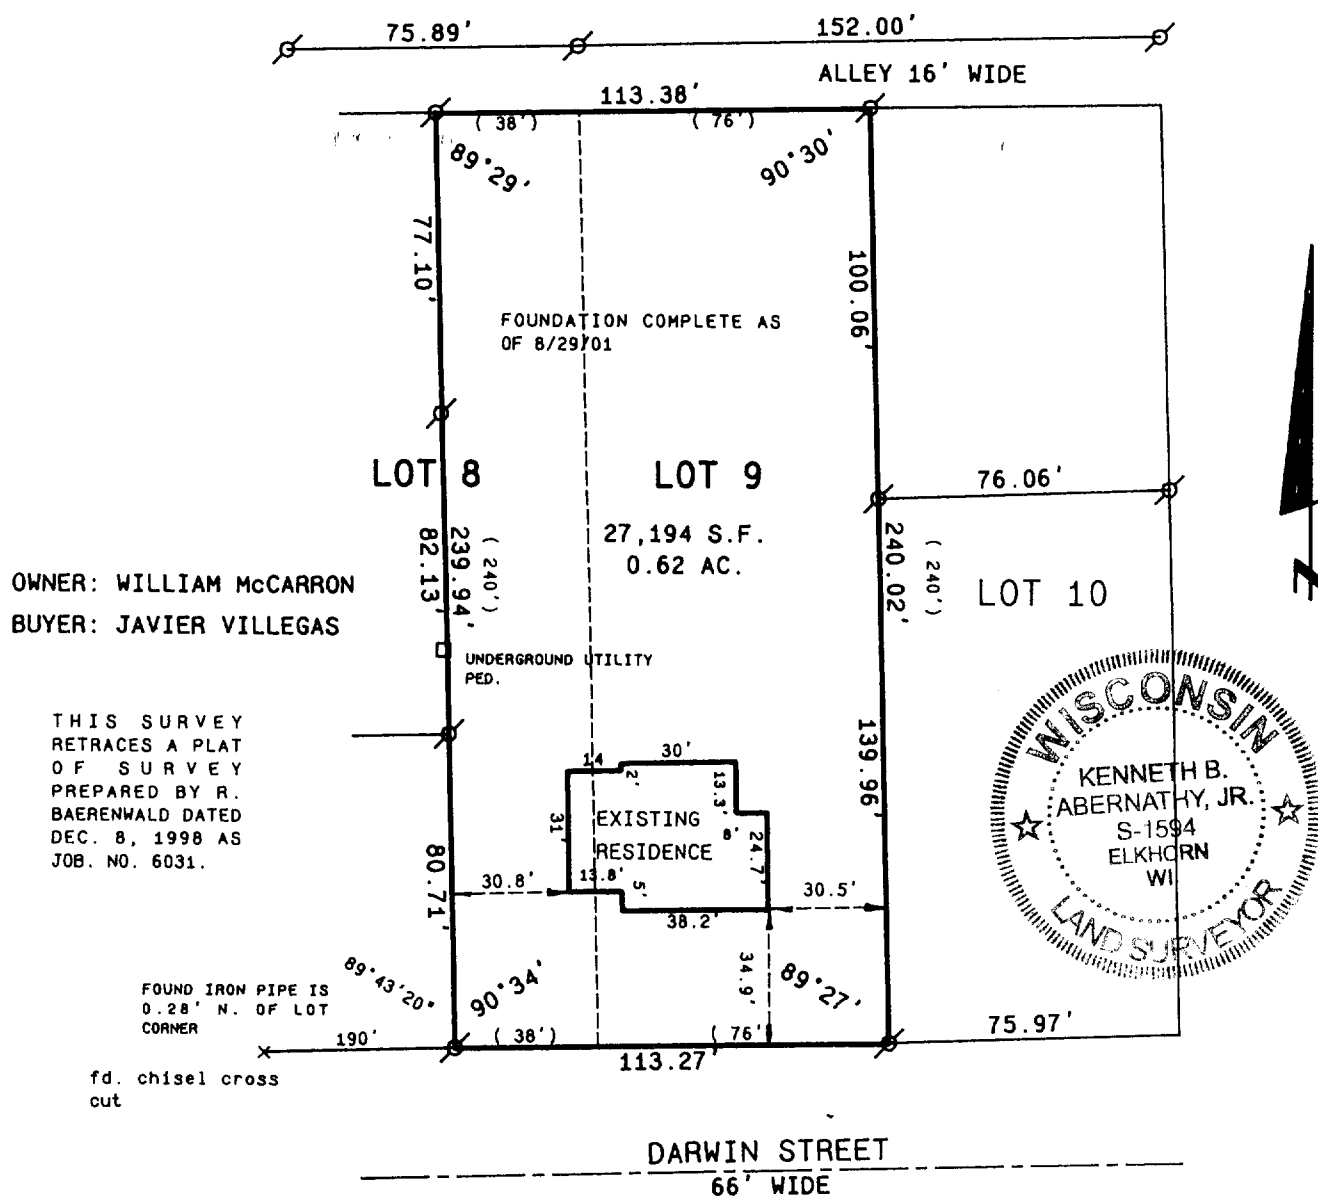 75.89'
152.00'
ALLEY 16' WIDE
113.38'
( 38')
( 76')
89°29'
90°30'
77.10'
100.06'
FOUNDATION COMPLETE AS
OF 8/29/01
LOT 8
LOT 9
76.06'
27,194 S.F.
0.62 AC.
82.13'
239.94'
( 240')
240.02'
( 240')
LOT 10
OWNER: WILLIAM McCARRON
BUYER: JAVIER VILLEGAS
UNDERGROUND UTILITY
PED.
THIS SURVEY
RETRACES A PLAT
OF SURVEY
PREPARED BY R.
BAERENWALD DATED
DEC. 8, 1998 AS
JOB. NO. 6031.
14
30'
2'
13.3'
139.96'
31'
EXISTING
RESIDENCE
8'
24.7'
13.8'
5'
38.2'
80.71'
30.8'
30.5'
34.9'
WISCONSIN
KENNETH B.
ABERNATHY, JR.
S-1594
ELKHORN
WI
LAND SURVEYOR
89°43'20"
90°34'
89°27'
FOUND IRON PIPE IS
0.28' N. OF LOT
CORNER
190'
( 38')
( 76'
113.27'
75.97'
fd. chisel cross
cut
DARWIN STREET
66' WIDE
N